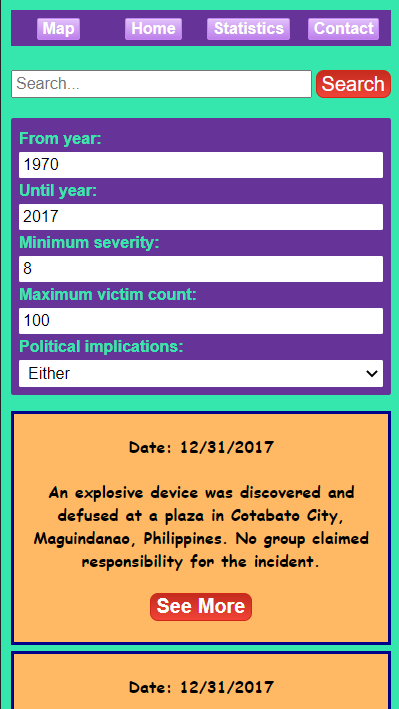 Map Home Statistics Contact
Search... Search
From year:
1970
Until year:
2017
Minimum severity:
8
Maximum victim count:
100
Political implications:
Either
Date: 12/31/2017
An explosive device was discovered and
defused at a plaza in Cotabato City,
Maguindanao, Philippines. No group claimed
responsibility for the incident.
See More
Date: 12/31/2017